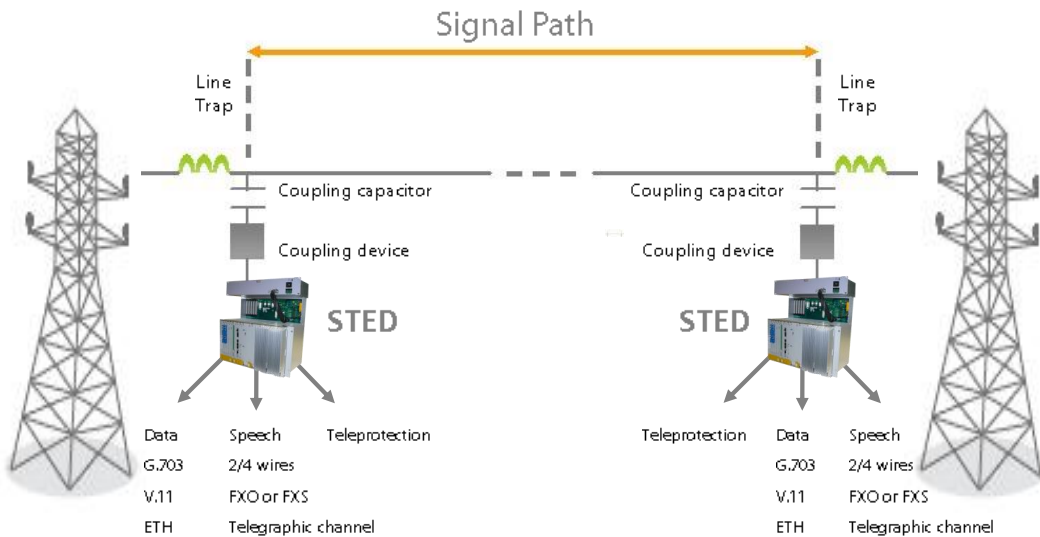 Signal Path
Line
Trap
Line
Trap
Coupling capacitor
Coupling capacitor
Coupling device
Coupling device
STED
STED
Data Speech Teleprotection
G.703 2/4 wires
V.11 FXO or FXS
ETH Telegraphic channel
Teleprotection Data Speech
G.703 2/4 wires
V.11 FXO or FXS
ETH Telegraphic channel